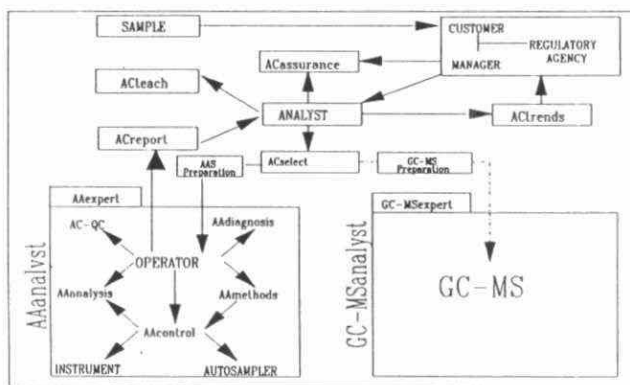 SAMPLE
CUSTOMER
REGULATORY
AGENCY
MANAGER
ACassurance
ACteach
ANALYST
ACtrends
ACreport
AAS
Preparation
ACselect
GC-MS
Preparation
AAexpert
GC-MSexpert
AC-QC
AAdiagnosis
OPERATOR
AAnalyst
GC-MSanalyst
GC-MS
AAnnalysis
AAmethods
AAcontrol
INSTRUMENT
AUTOSAMPLER